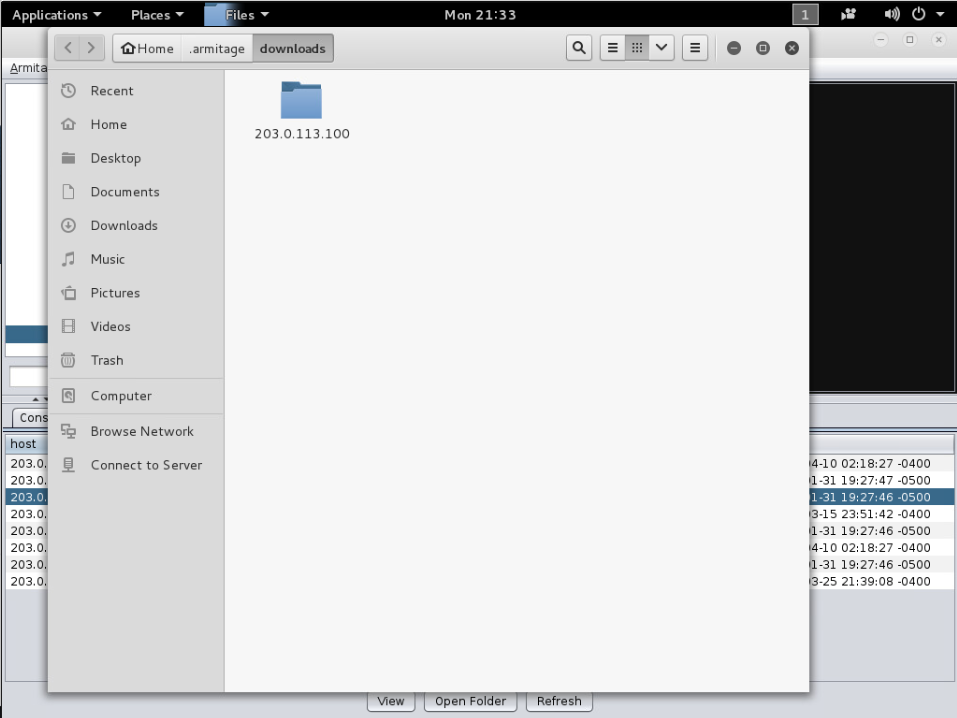 Applications Places Files Mon 21:33 1
Home .armitage downloads
Armita
Recent
203.0.113.100
Home
Desktop
Documents
Downloads
Music
Pictures
Videos
Trash
Computer
Cons
Browse Network
host
Connect to Server
203.0. 4-10 02:18:27 -0400
203.0. 1-31 19:27:47 -0500
203.0. 1-31 19:27:46 -0500
203.0. 3-15 23:51:42 -0400
203.0. 1-31 19:27:46 -0500
203.0. 4-10 02:18:27 -0400
203.0. 1-31 19:27:46 -0500
203.0. 3-25 21:39:08 -0400
View Open Folder Refresh